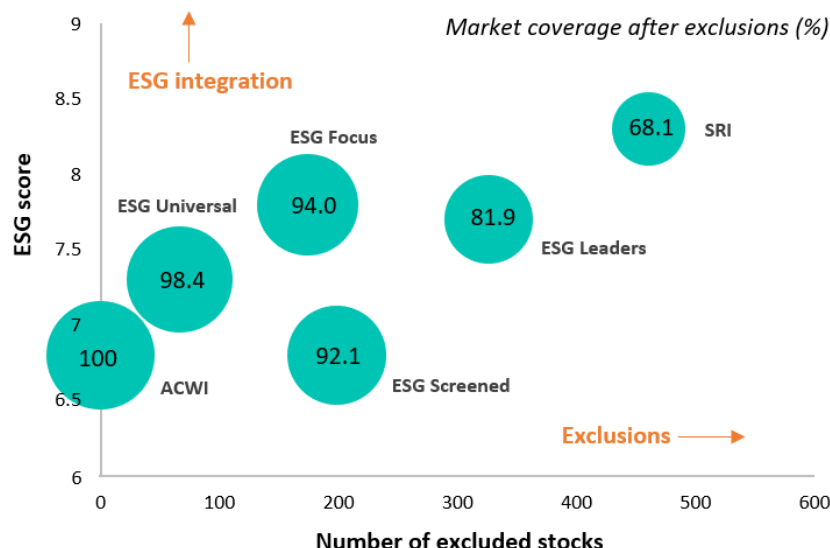 Market coverage after exclusions (%)
ESG integration
ESG score
9
8.5
8
7.5
7
6.5
6
SRI
68.1
ESG Focus
94.0
ESG Universal
98.4
81.9
ESG Leaders
100
ACWI
92.1
ESG Screened
Exclusions
0
100
200
300
400
500
600
Number of excluded stocks